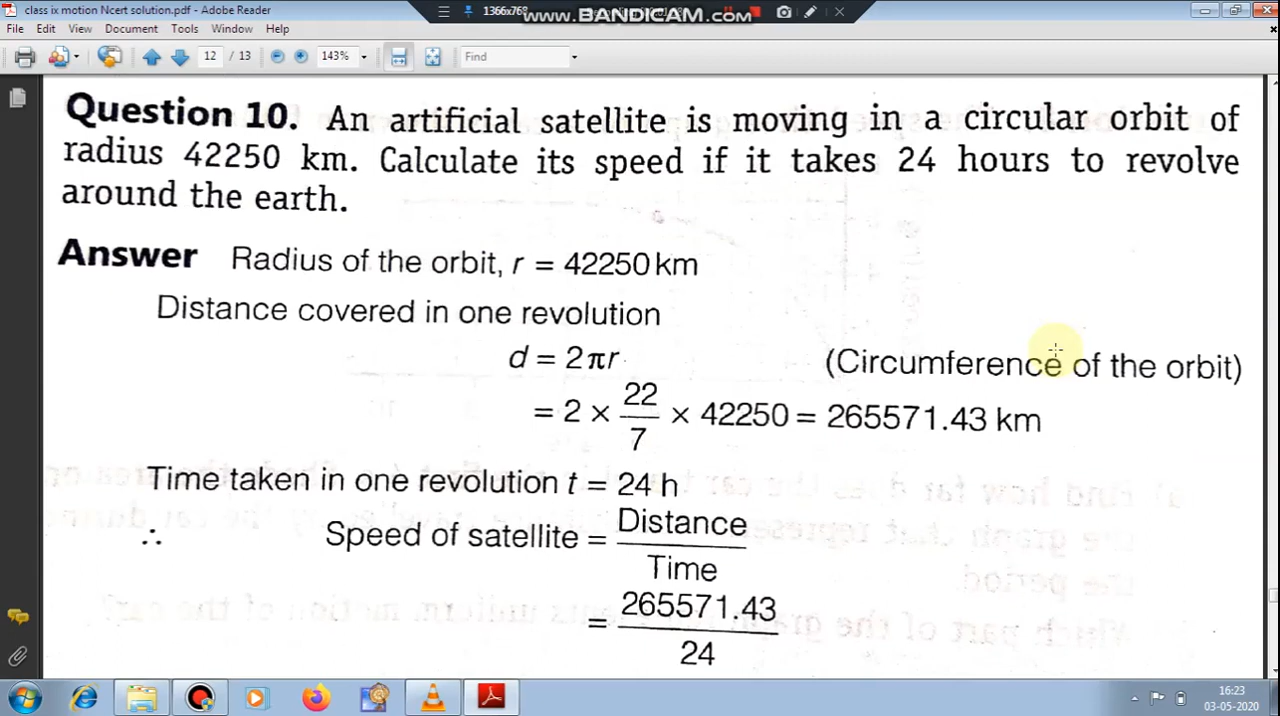 class ix motion Ncert solution.pdf - Adobe Reader
1366x768
www.BANDICAM.com
File Edit View Document Tools Window Help
12 / 13 143% Find
Question 10. An artificial satellite is moving in a circular orbit of
radius 42250 km. Calculate its speed if it takes 24 hours to revolve
around the earth.
Answer Radius of the orbit, r = 42250 km
Distance covered in one revolution
d = 2πr (Circumference of the orbit)
= 2 × 22/7 × 42250 = 265571.43 km
Time taken in one revolution t = 24 h
∴ Speed of satellite = Distance/Time
= 265571.43/24
16:23
03-05-2020